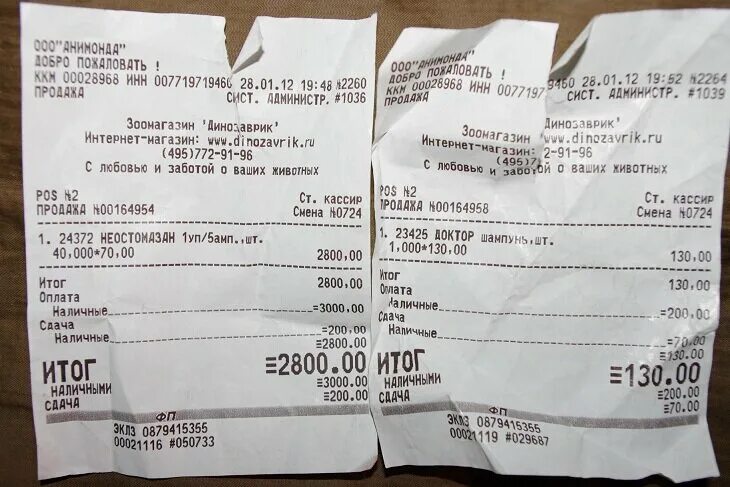 ООО"АНИМОНДА"
ДОБРО ПОЖАЛОВАТЬ !
ККМ 00028968 ИНН 007719719460 28.01.12 19:48 №2260
ПРОДАЖА СИСТ. АДМИНИСТР. #1036
Зоомагазин 'Динозаврик'
Интернет-магазин: www.dinozavrik.ru
(495)772-91-96
С любовью и заботой о ваших животных
POS №2 Ст. кассир
ПРОДАЖА №00164954 Смена №0724
1. 24372 НЕОСТОМАЗАН 1уп/5амп.,шт.
40,000*70,00 2800,00
Итог 2800,00
Оплата
Наличные =3000,00
Сдача =200,00
Наличные =2800,00
ИТОГ ≡2800.00
НАЛИЧНЫМИ ≡3000.00
СДАЧА ≡200.00
ФП
ЭКЛЗ 0879415355
00021116 #050733
ООО"АНИМОНДА"
ДОБРО ПОЖАЛОВАТЬ !
ККМ 00028968 ИНН 0077197 9460 28.01.12 19:52 №2264
ПРОДАЖА СИСТ. АДМИНИСТР. #1039
Зоомагазин 'Динозаврик'
Интернет-магазин: www.dinozavrik.ru
(495)7 2-91-96
С любовью и заботой о ваших животных
POS №2 Ст. кассир
ПРОДАЖА №00164958 Смена №0724
1. 23425 ДОКТОР шампунь,шт.
1,000*130,00 130,00
Итог 130,00
Оплата
Наличные =200,00
Сдача =70,00
Наличные =130,00
ИТОГ ≡130.00
НАЛИЧНЫМИ ≡200.00
СДАЧА ≡70.00
ФП
ЭКЛЗ 0879415355
00021119 #029687